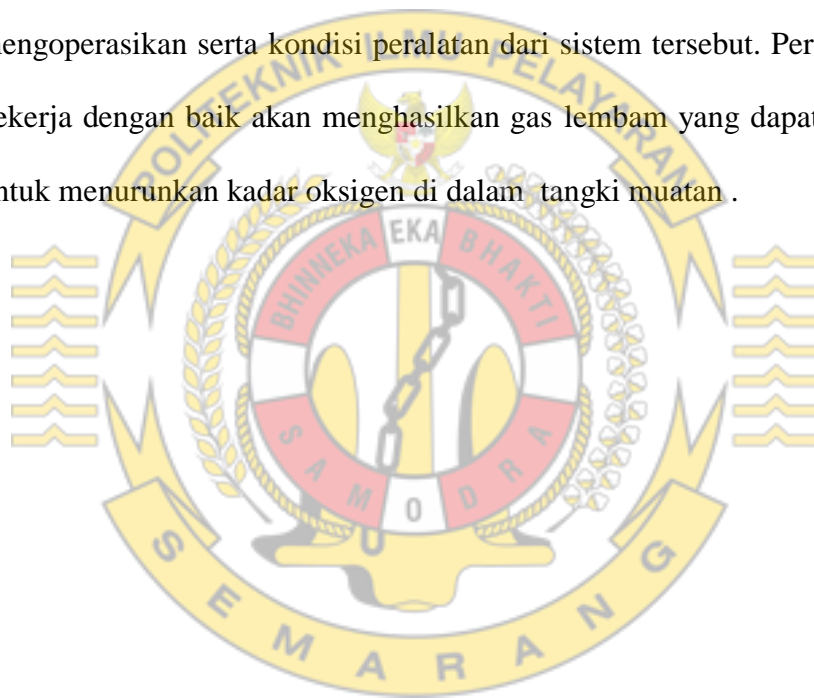 mengoperasikan serta kondisi peralatan dari sistem tersebut. Per
ekerja dengan baik akan menghasilkan gas lembam yang dapat
ntuk menurunkan kadar oksigen di dalam tangki muatan .
POLITEKNIK ILMU PELAYARAN
BHINNEKA EKA BHAKTI
SAMODRA
SEMARANG